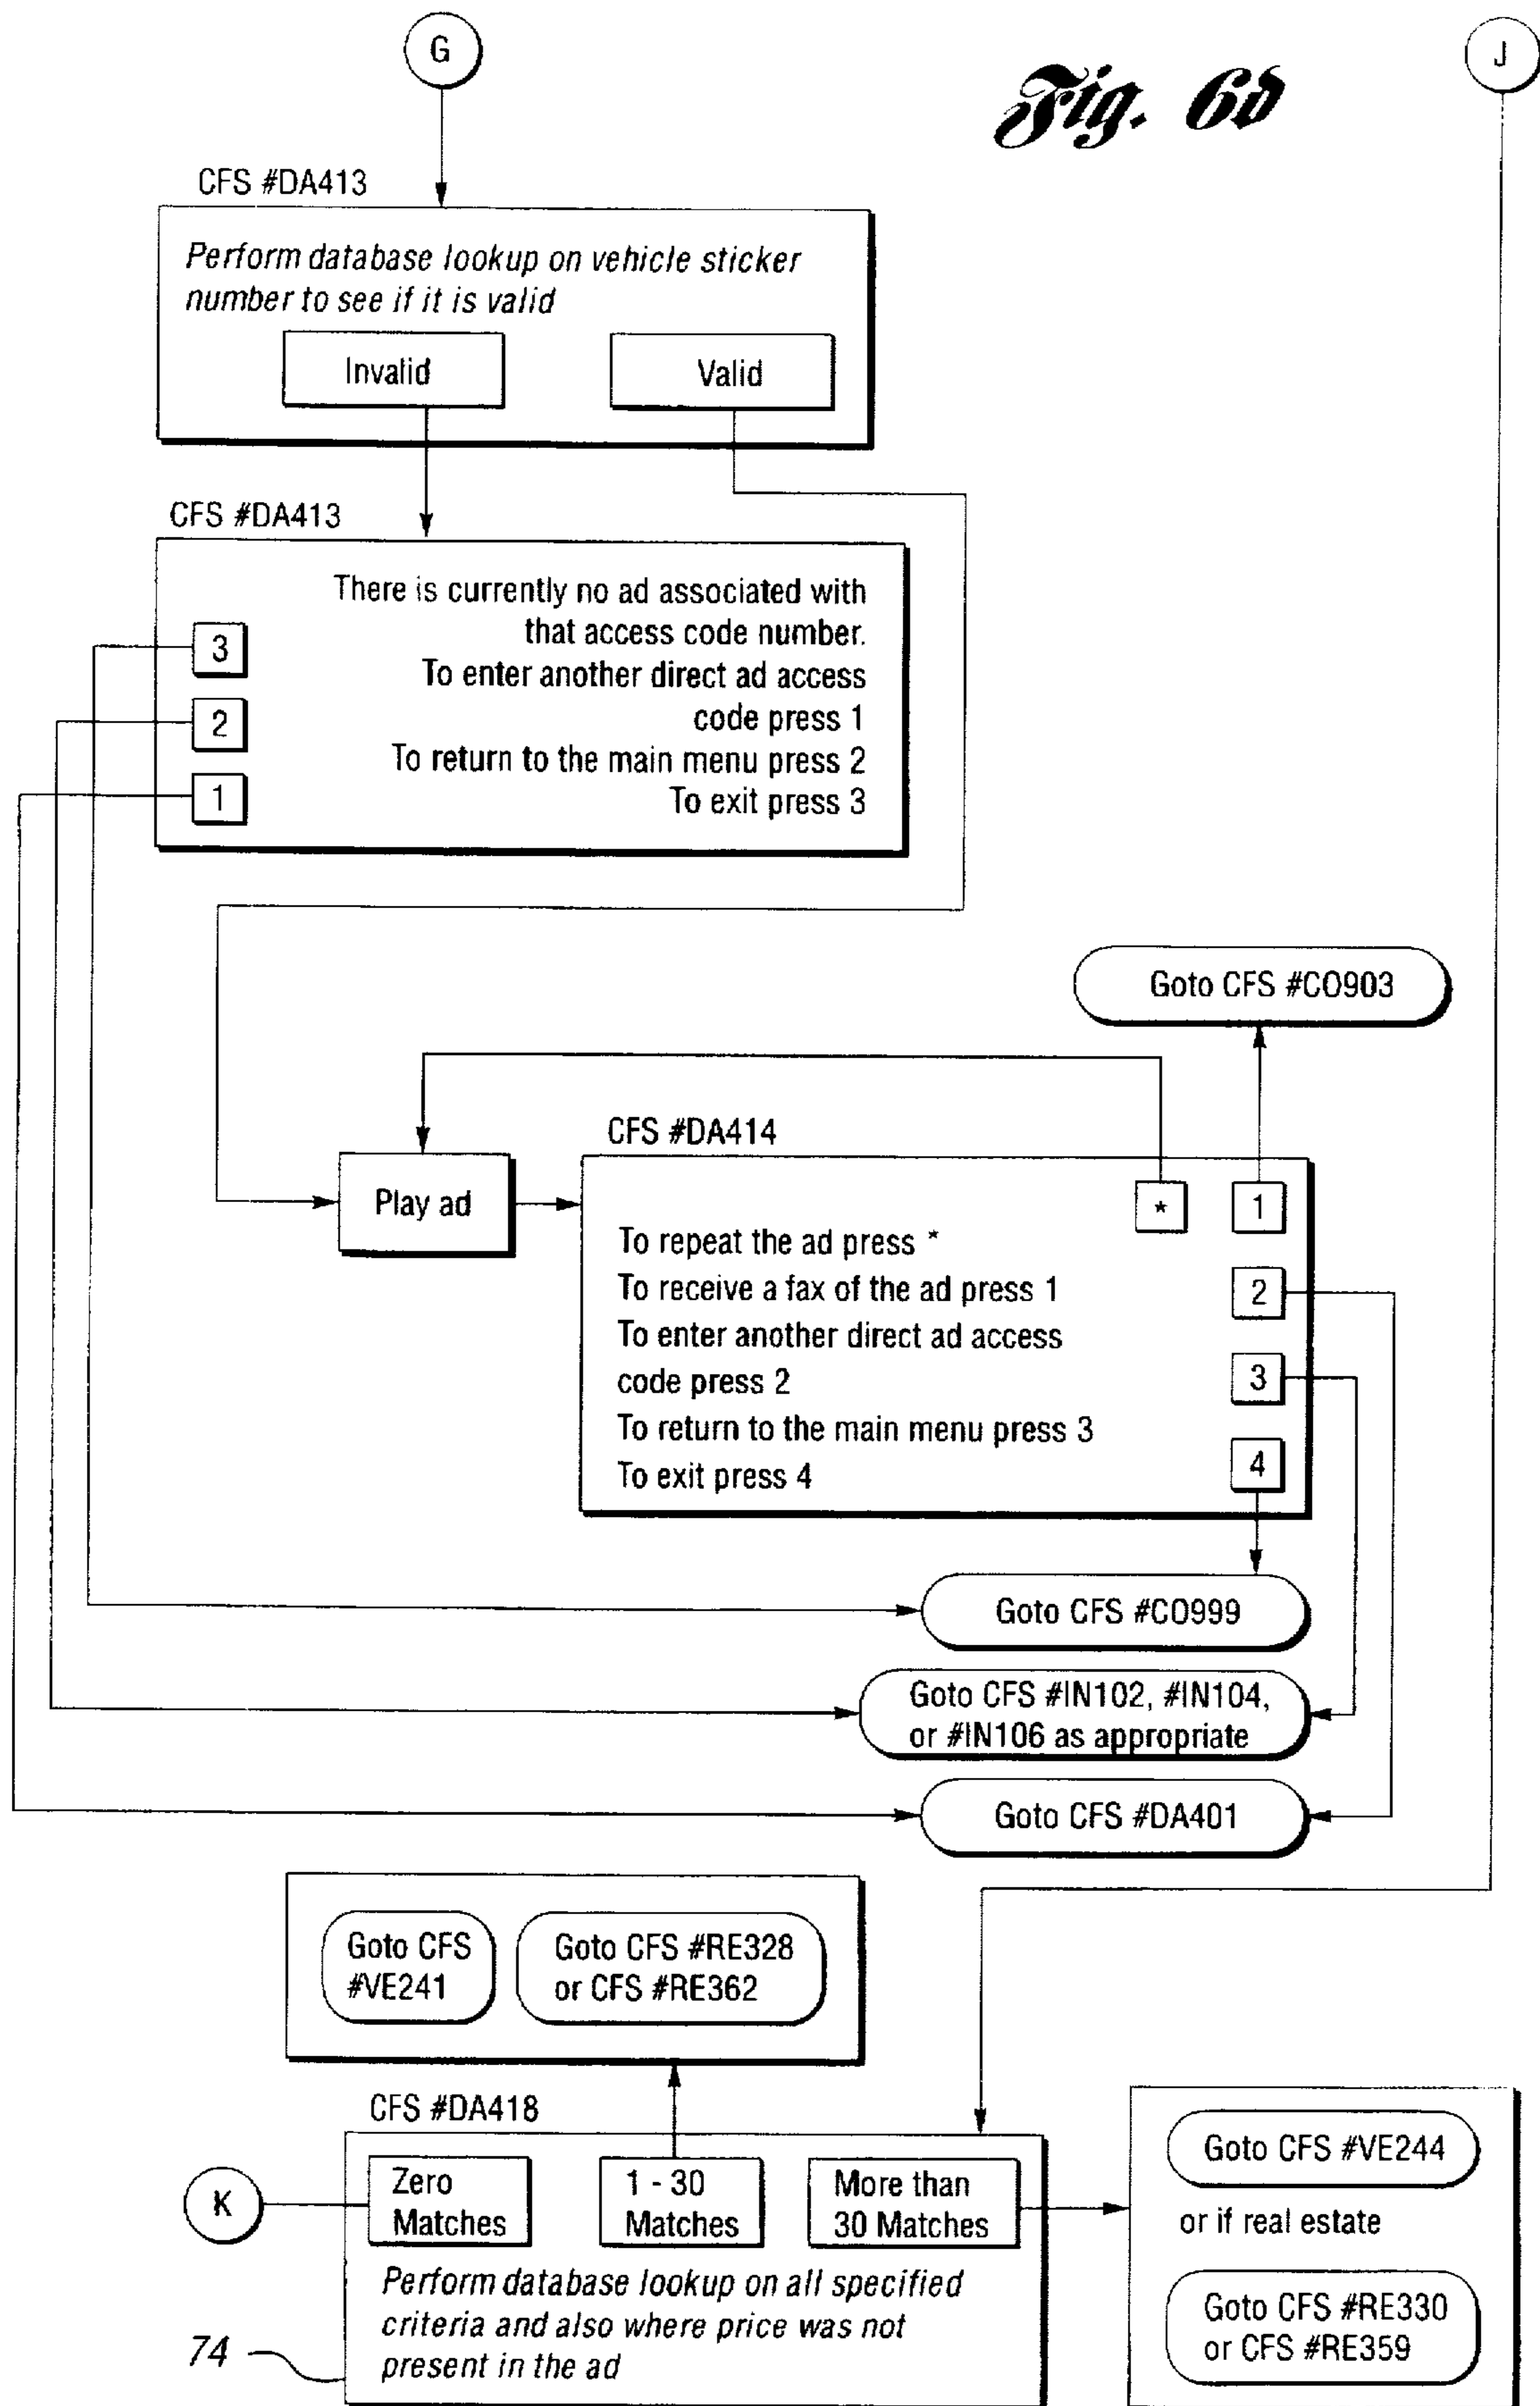 G
Fig. 6d
J
CFS #DA413
Perform database lookup on vehicle sticker
number to see if it is valid
Invalid
Valid
CFS #DA413
There is currently no ad associated with
that access code number.
To enter another direct ad access
code press 1
To return to the main menu press 2
To exit press 3
3
2
1
Goto CFS #CO903
CFS #DA414
Play ad
*
1
To repeat the ad press *
To receive a fax of the ad press 1
To enter another direct ad access
code press 2
To return to the main menu press 3
To exit press 4
2
3
4
Goto CFS #CO999
Goto CFS #IN102, #IN104,
or #IN106 as appropriate
Goto CFS #DA401
Goto CFS
#VE241
Goto CFS #RE328
or CFS #RE362
CFS #DA418
K
Zero
Matches
1 - 30
Matches
More than
30 Matches
Perform database lookup on all specified
criteria and also where price was not
present in the ad
74
Goto CFS #VE244
or if real estate
Goto CFS #RE330
or CFS #RE359